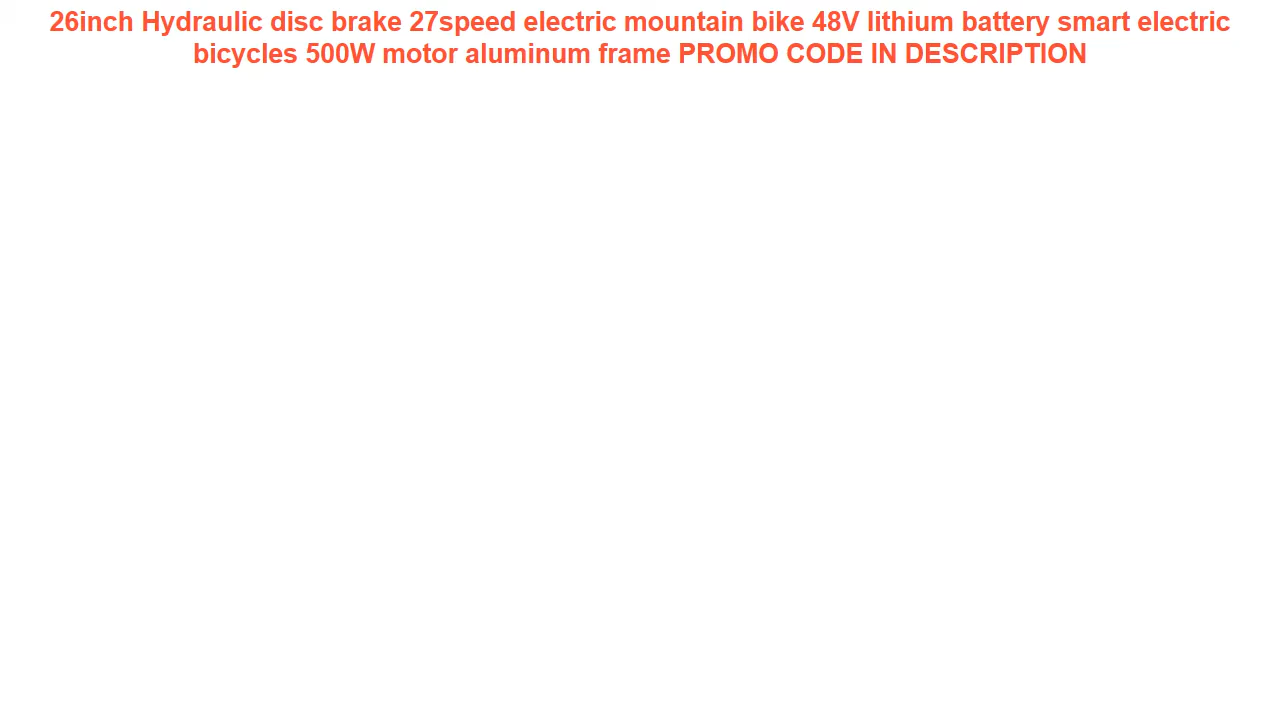 26inch Hydraulic disc brake 27speed electric mountain bike 48V lithium battery smart electric
bicycles 500W motor aluminum frame PROMO CODE IN DESCRIPTION